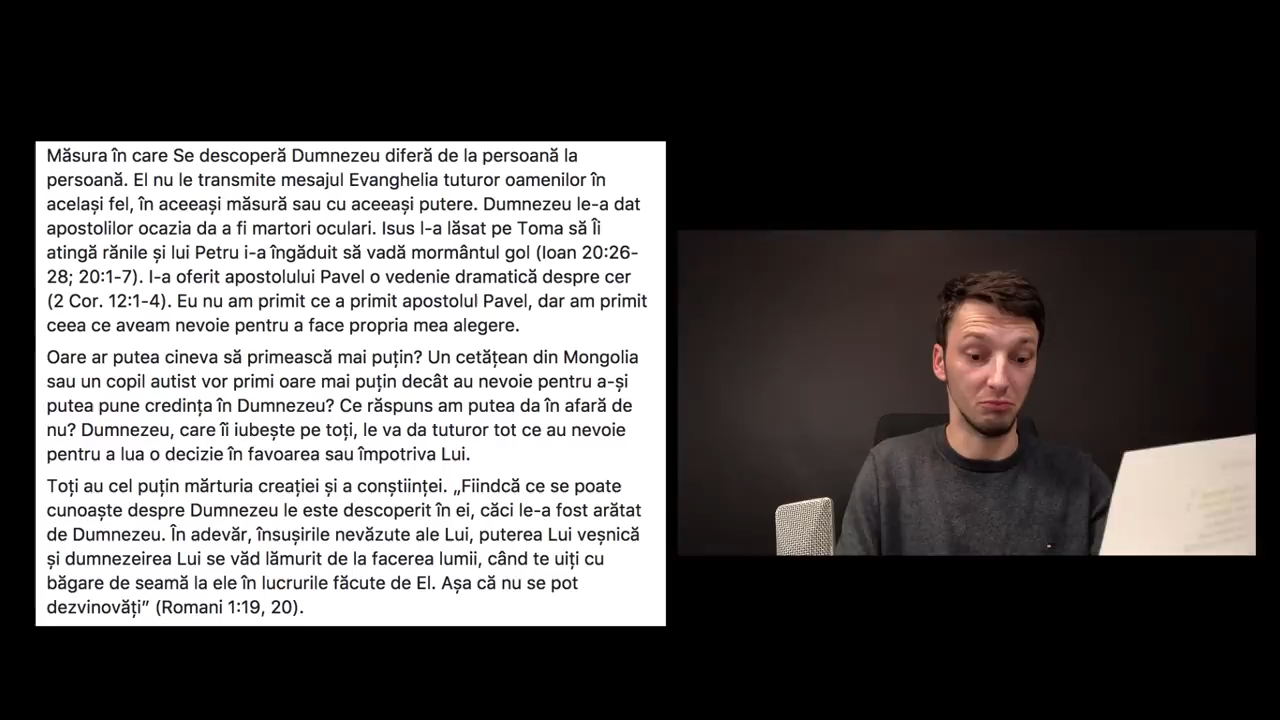 Măsura în care Se descoperă Dumnezeu diferă de la persoană la
persoană. El nu le transmite mesajul Evanghelia tuturor oamenilor în
același fel, în aceeași măsură sau cu aceeași putere. Dumnezeu le-a dat
apostolilor ocazia da a fi martori oculari. Isus l-a lăsat pe Toma să Îi
atingă rănile și lui Petru i-a îngăduit să vadă mormântul gol (Ioan 20:26-
28; 20:1-7). I-a oferit apostolului Pavel o vedenie dramatică despre cer
(2 Cor. 12:1-4). Eu nu am primit ce a primit apostolul Pavel, dar am primit
ceea ce aveam nevoie pentru a face propria mea alegere.
Oare ar putea cineva să primească mai puțin? Un cetățean din Mongolia
sau un copil autist vor primi oare mai puțin decât au nevoie pentru a-și
putea pune credința în Dumnezeu? Ce răspuns am putea da în afară de
nu? Dumnezeu, care îi iubește pe toți, le va da tuturor tot ce au nevoie
pentru a lua o decizie în favoarea sau împotriva Lui.
Toți au cel puțin mărturia creației și a conștiinței. „Fiindcă ce se poate
cunoaște despre Dumnezeu le este descoperit în ei, căci le-a fost arătat
de Dumnezeu. În adevăr, însușirile nevăzute ale Lui, puterea Lui veșnică
și dumnezeirea Lui se văd lămurit de la facerea lumii, când te uiți cu
băgare de seamă la ele în lucrurile făcute de El. Așa că nu se pot
dezvinovăți” (Romani 1:19, 20).